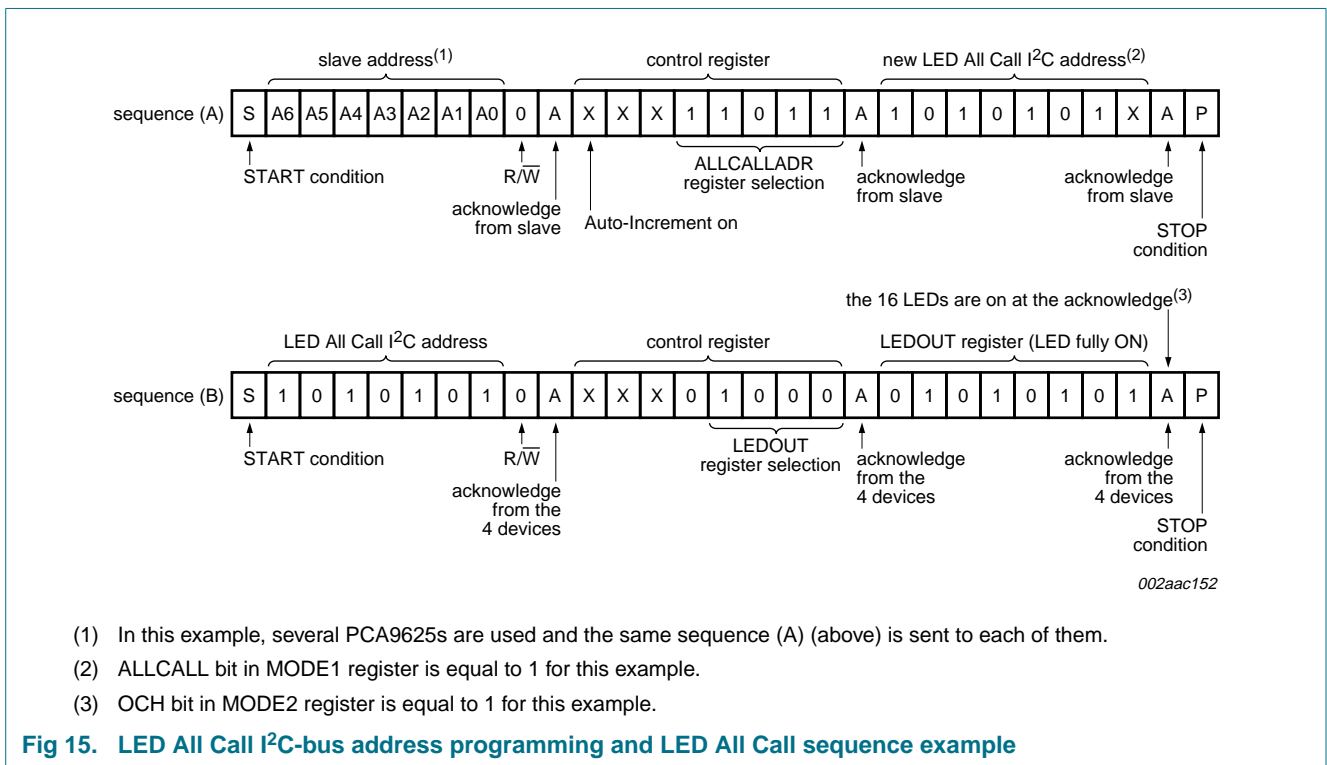 slave address(1) control register new LED All Call I2C address(2)
sequence (A) S A6 A5 A4 A3 A2 A1 A0 0 A X X X 1 1 0 1 1 A 1 0 1 0 1 0 1 X A P
START condition R/W acknowledge from slave Auto-Increment on ALLCALLADR register selection acknowledge from slave acknowledge from slave STOP condition
the 16 LEDs are on at the acknowledge(3)
LED All Call I2C address control register LEDOUT register (LED fully ON)
sequence (B) S 1 0 1 0 1 0 1 0 A X X X 0 1 0 0 0 A 0 1 0 1 0 1 0 1 A P
START condition R/W acknowledge from the 4 devices LEDOUT register selection acknowledge from the 4 devices acknowledge from the 4 devices STOP condition
002aac152
(1) In this example, several PCA9625s are used and the same sequence (A) (above) is sent to each of them.
(2) ALLCALL bit in MODE1 register is equal to 1 for this example.
(3) OCH bit in MODE2 register is equal to 1 for this example.
Fig 15. LED All Call I2C-bus address programming and LED All Call sequence example